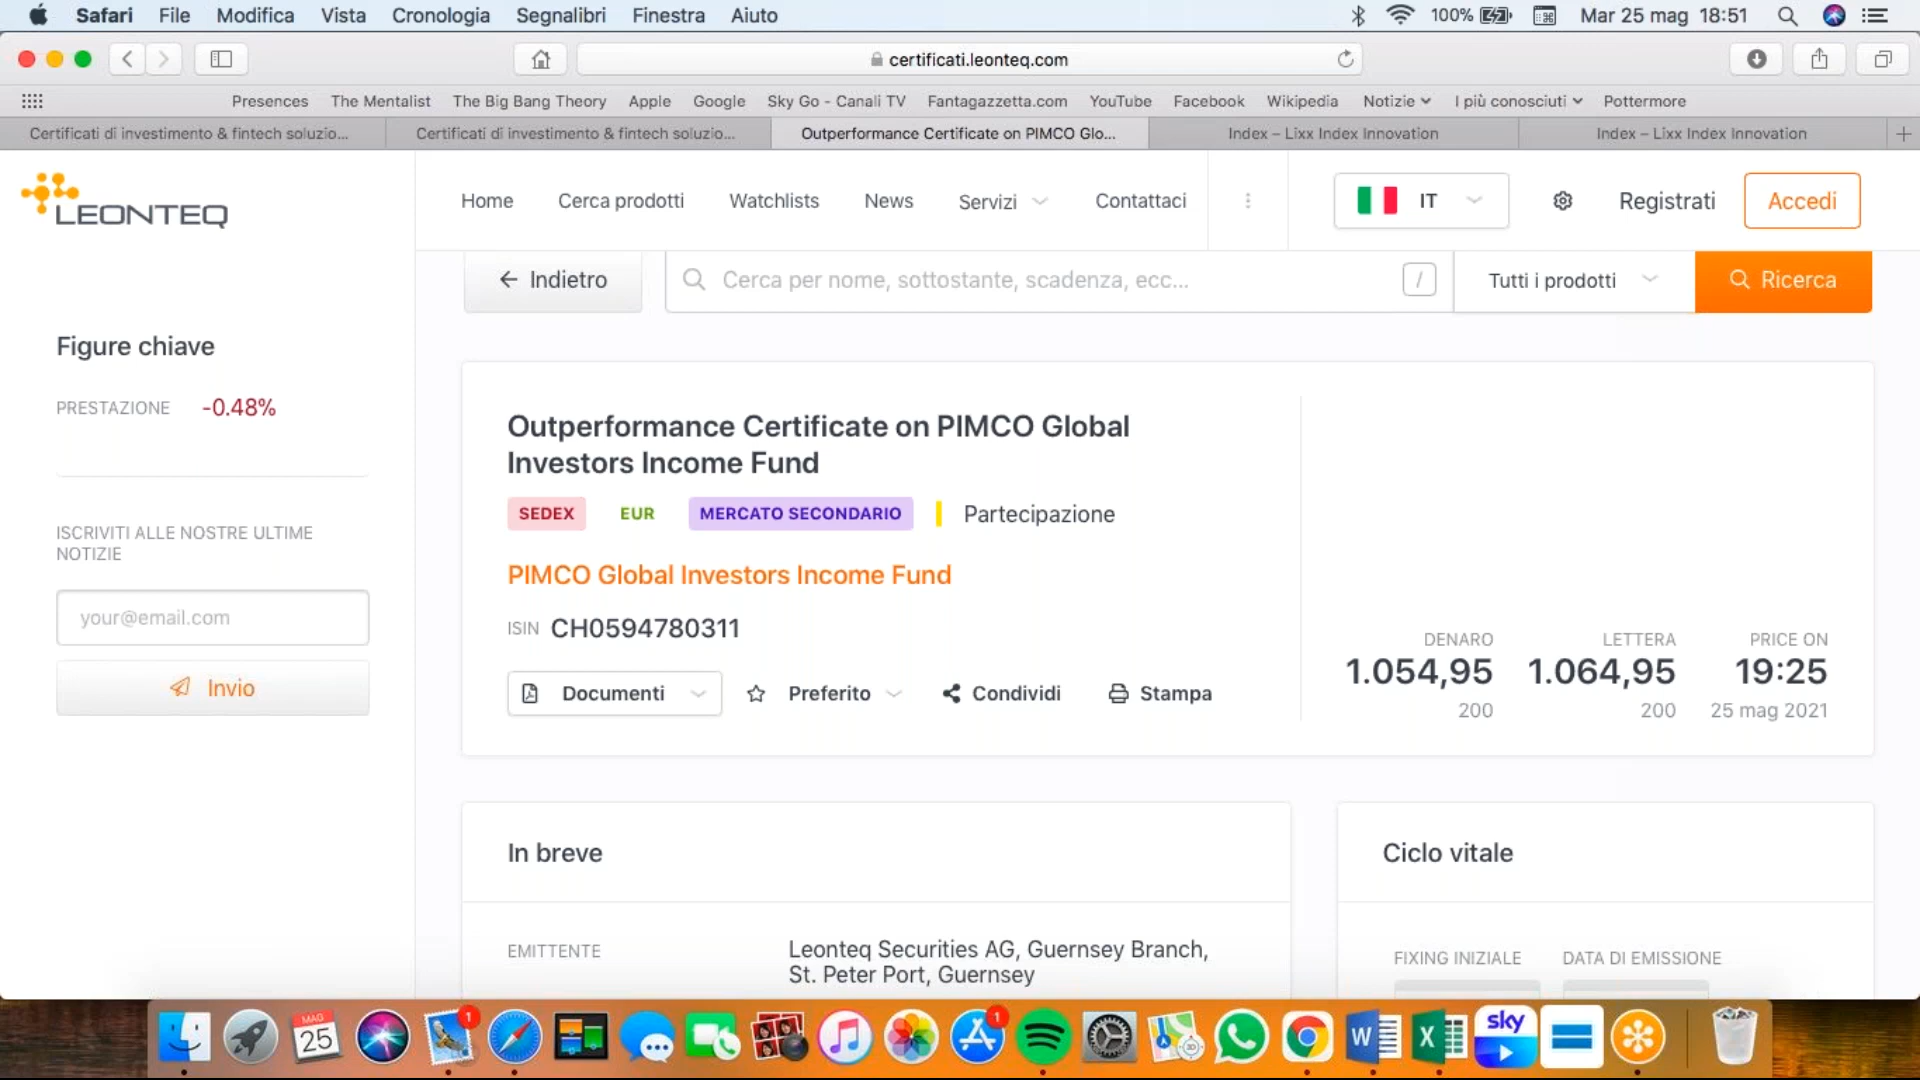 Safari File Modifica Vista Cronologia Segnalibri Finestra Aiuto 100% Mar 25 mag 18:51
certificati.leonteq.com
Presences The Mentalist The Big Bang Theory Apple Google Sky Go - Canali TV Fantagazzetta.com YouTube Facebook Wikipedia Notizie I più conosciuti Pottermore
Certificati di investimento & fintech soluzio... Certificati di investimento & fintech soluzio... Outperformance Certificate on PIMCO Glo... Index – Lixx Index Innovation Index – Lixx Index Innovation
LEONTEQ
Home Cerca prodotti Watchlists News Servizi Contattaci IT Registrati Accedi
Indietro Cerca per nome, sottostante, scadenza, ecc... / Tutti i prodotti Ricerca
Figure chiave
PRESTAZIONE -0.48%
ISCRIVITI ALLE NOSTRE ULTIME
NOTIZIE
your@email.com
Invio
Outperformance Certificate on PIMCO Global
Investors Income Fund
SEDEX EUR MERCATO SECONDARIO Partecipazione
PIMCO Global Investors Income Fund
ISIN CH0594780311
Documenti Preferito Condividi Stampa
DENARO LETTERA PRICE ON
1.054,95 1.064,95 19:25
200 200 25 mag 2021
In breve
EMITTENTE Leonteq Securities AG, Guernsey Branch,
St. Peter Port, Guernsey
Ciclo vitale
FIXING INIZIALE DATA DI EMISSIONE
MAG
25
1
1
W
X
sky